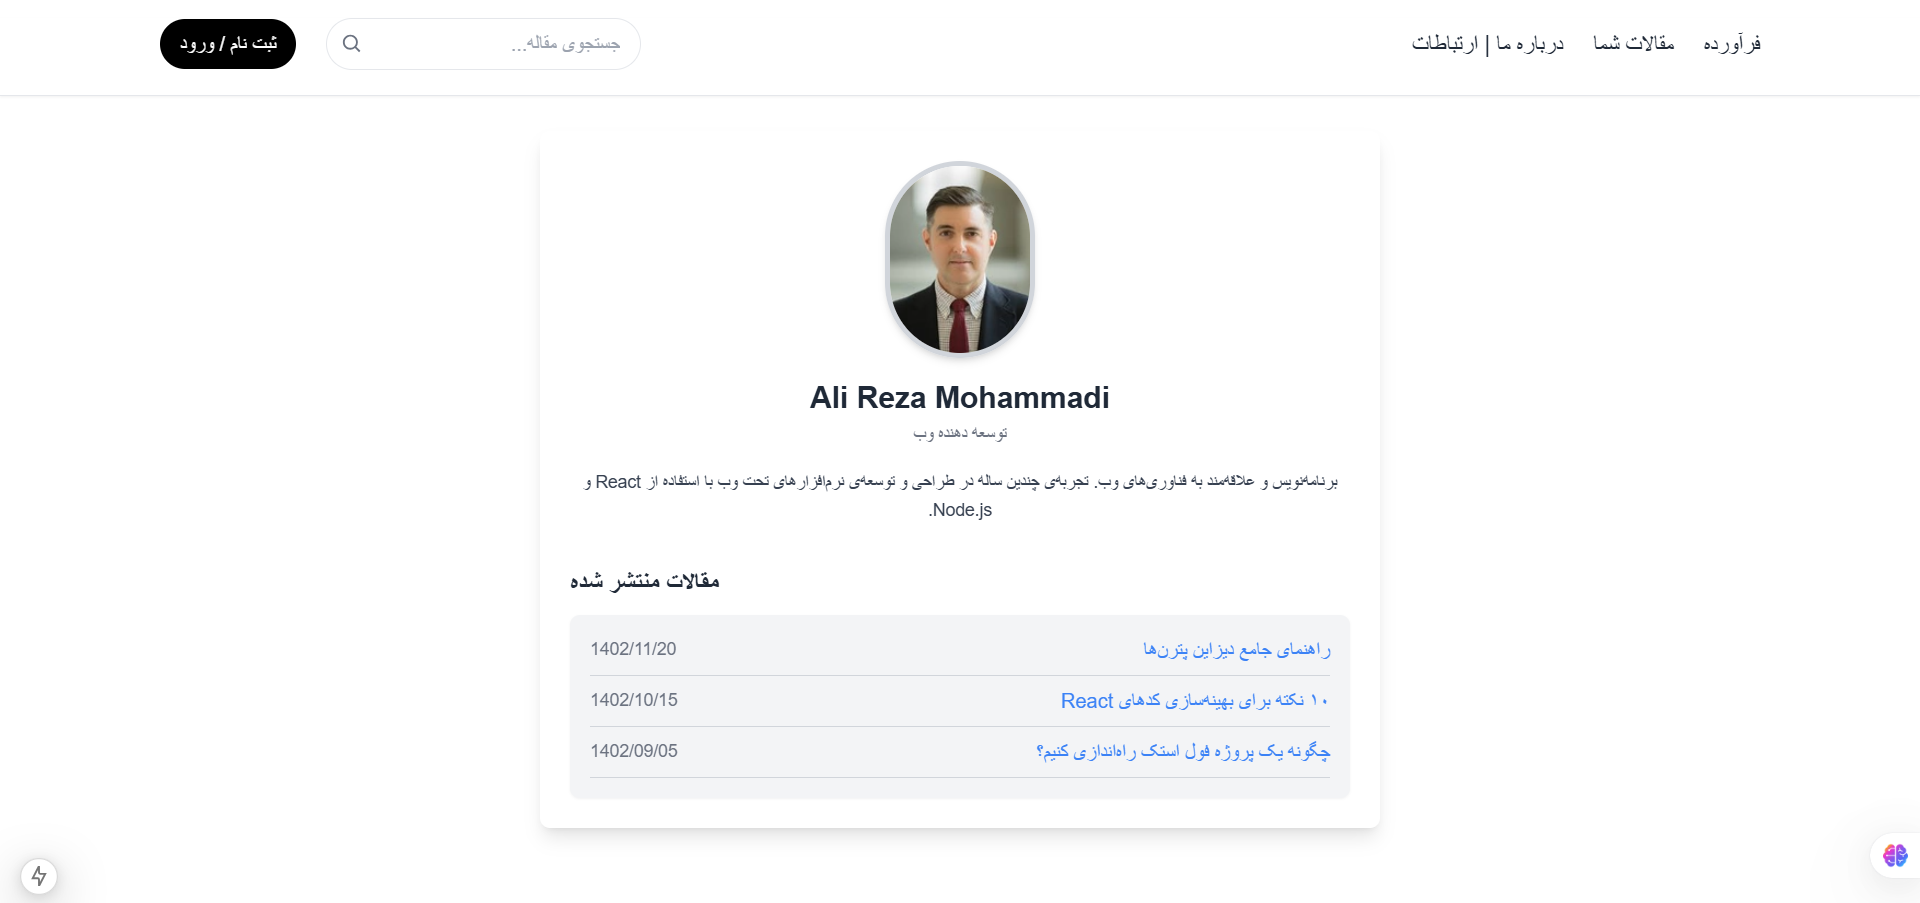 فرآورده
مقالات شما
درباره ما | ارتباطات
جستجوی مقاله...
ثبت نام / ورود
Ali Reza Mohammadi
توسعه دهنده وب
برنامه‌نویس و علاقه‌مند به فناوری‌های وب. تجربه‌ی چندین ساله در طراحی و توسعه‌ی نرم‌افزارهای تحت وب با استفاده از React و
Node.js.
مقالات منتشر شده
راهنمای جامع دیزاین پترن‌ها 1402/11/20
۱۰ نکته برای بهینه‌سازی کدهای React 1402/10/15
چگونه یک پروژه فول استک راه‌اندازی کنیم؟ 1402/09/05